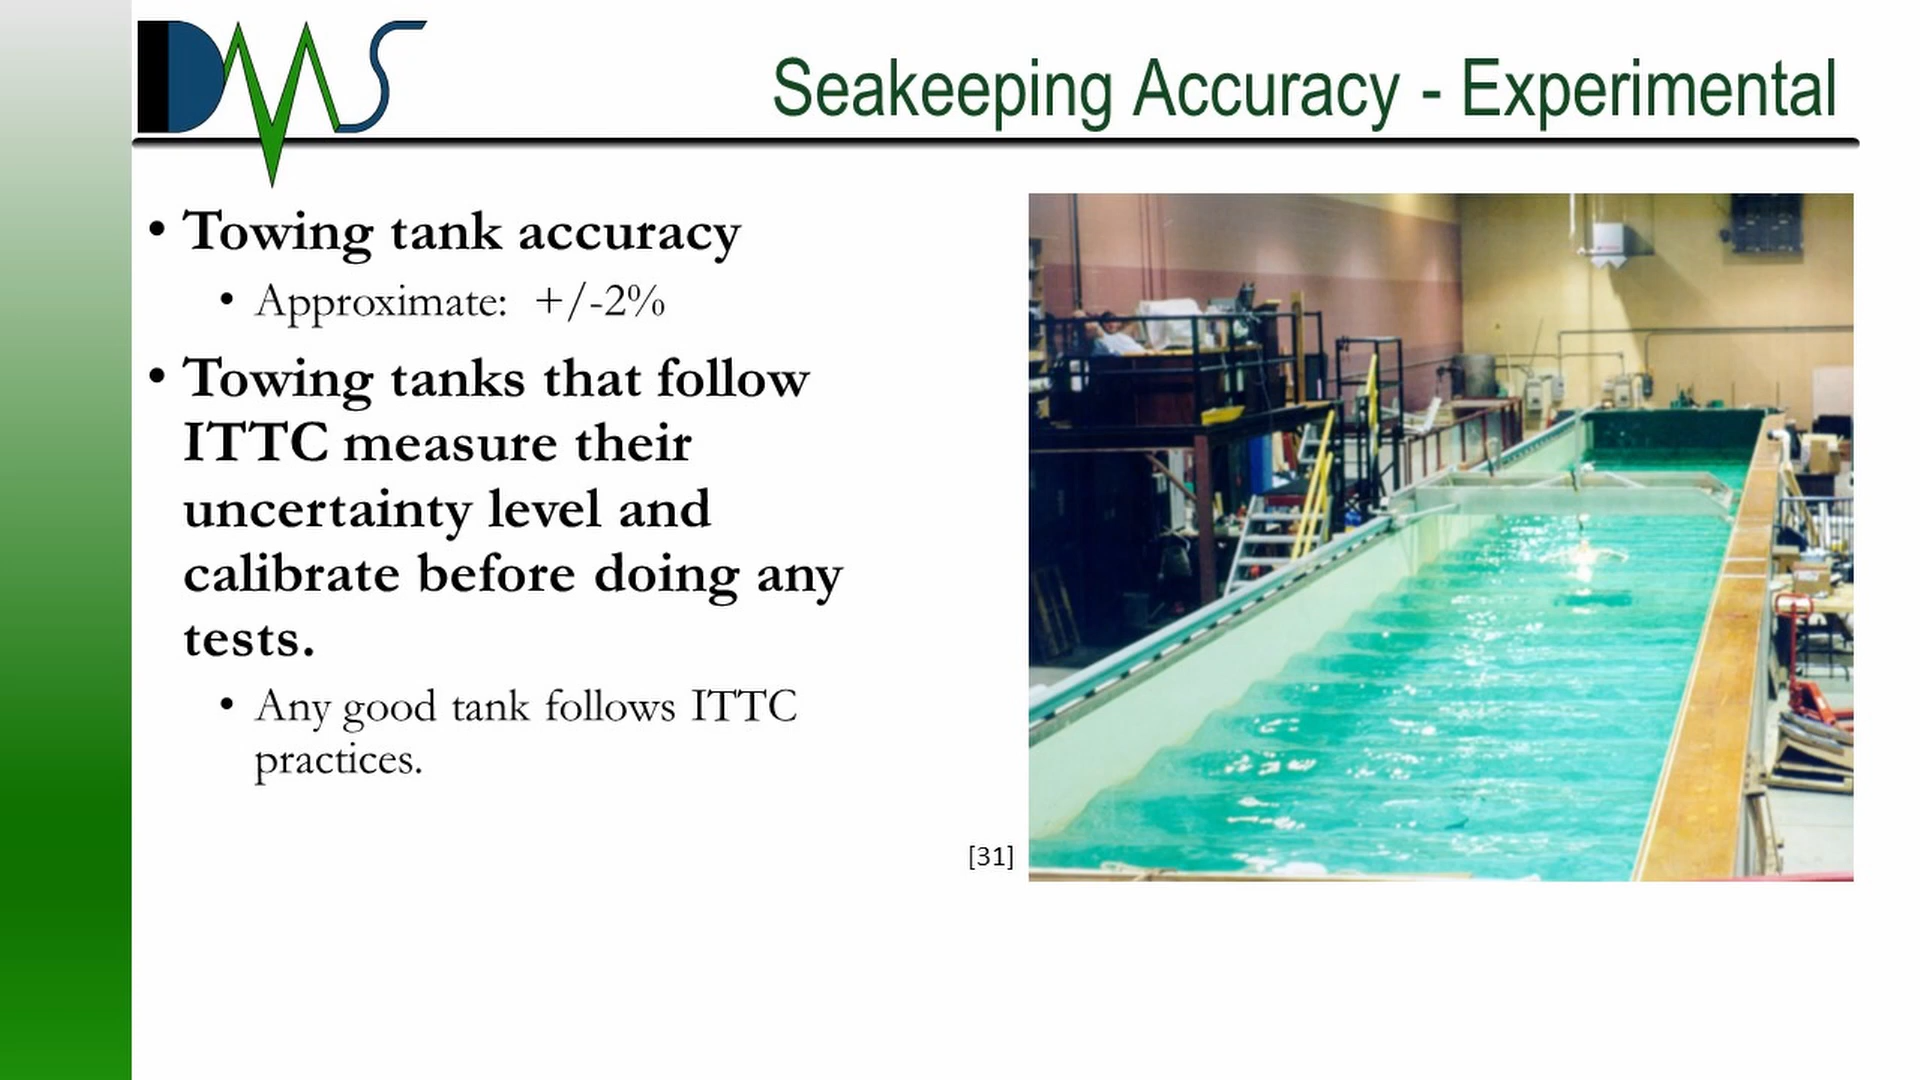 DMS
Seakeeping Accuracy - Experimental
• Towing tank accuracy
• Approximate: +/-2%
• Towing tanks that follow
ITTC measure their
uncertainty level and
calibrate before doing any
tests.
• Any good tank follows ITTC
practices.
[31]